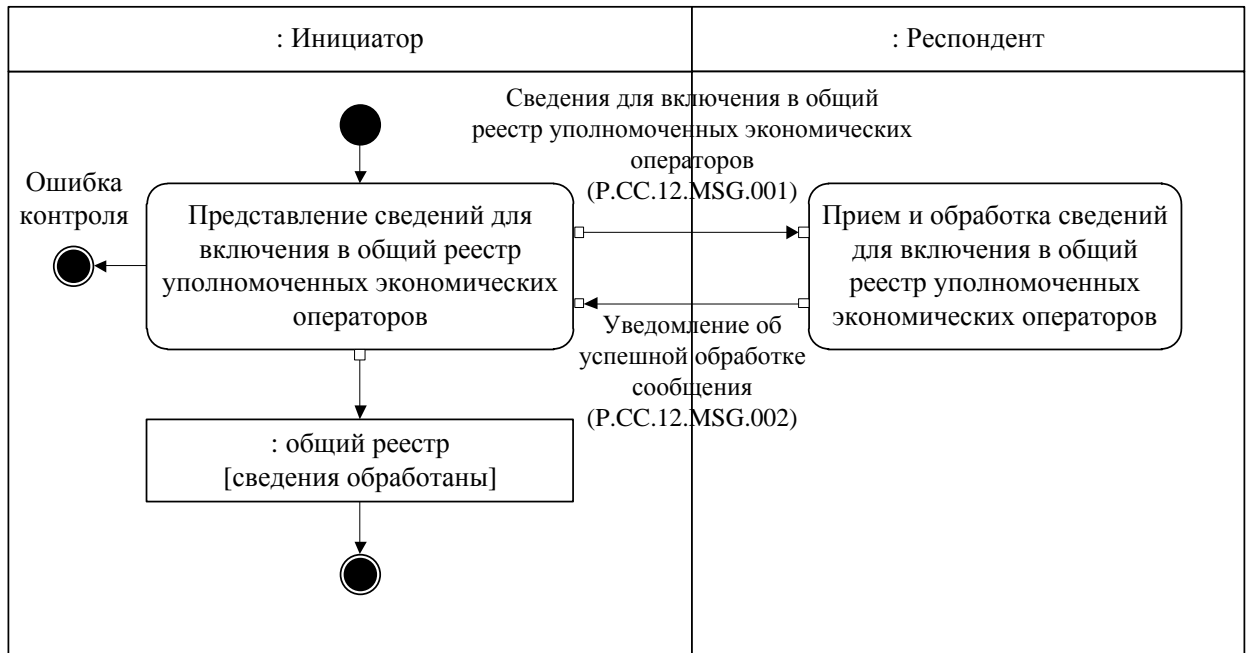 : Инициатор
: Респондент
Сведения для включения в общий
реестр уполномоченных экономических
операторов
(P.CC.12.MSG.001)
Ошибка
контроля
Представление сведений для
включения в общий реестр
уполномоченных экономических
операторов
Прием и обработка сведений
для включения в общий
реестр уполномоченных
экономических операторов
Уведомление об
успешной обработке
сообщения
(P.CC.12.MSG.002)
: общий реестр
[сведения обработаны]